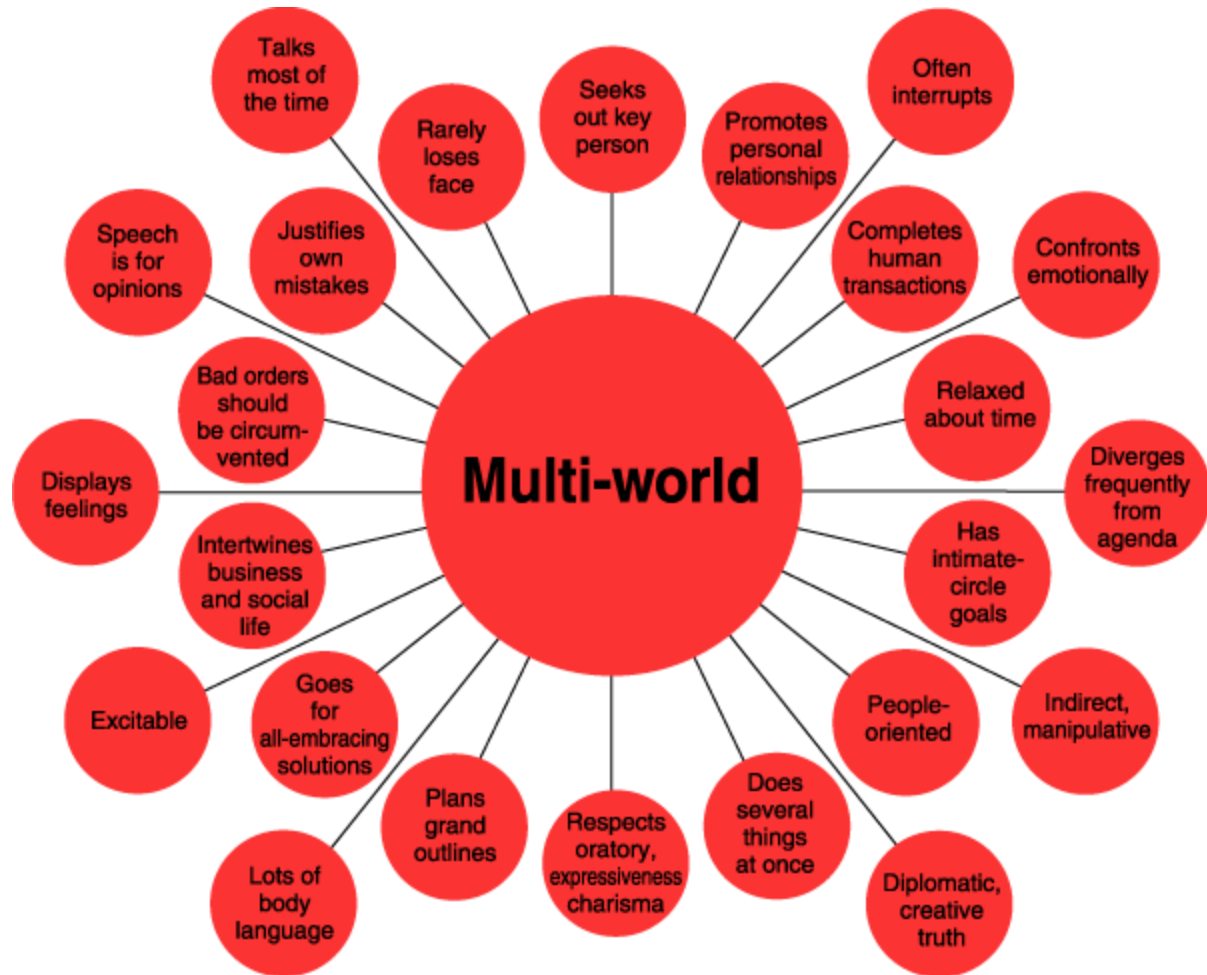 Talks
most of
the time
Rarely
loses
face
Seeks
out key
person
Promotes
personal
relationships
Often
interrupts
Speech
is for
opinions
Justifies
own
mistakes
Completes
human
transactions
Confronts
emotionally
Bad orders
should
be circum-
vented
Relaxed
about time
Displays
feelings
Multi-world
Diverges
frequently
from
agenda
Intertwines
business
and social
life
Has
intimate-
circle
goals
Excitable
Goes
for
all-embracing
solutions
People-
oriented
Indirect,
manipulative
Plans
grand
outlines
Respects
oratory,
expressiveness
charisma
Does
several
things
at once
Lots of
body
language
Diplomatic,
creative
truth